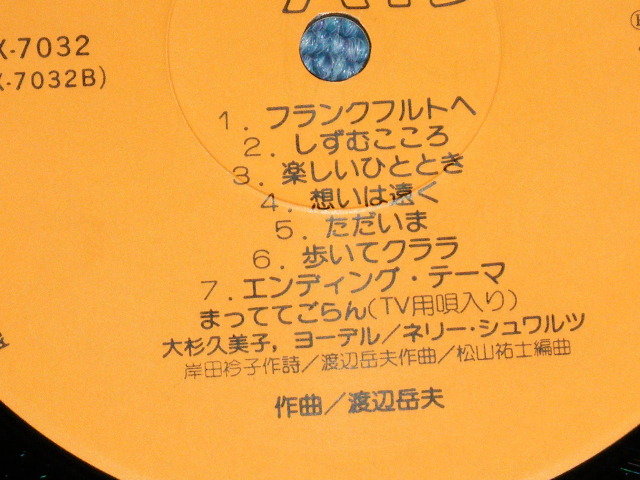 X-7032
X-7032B)
1. フランクフルトへ
2. しずむこころ
3. 楽しいひととき
4. 想いは遠く
5. ただいま
6. 歩いてクララ
7. エンディング・テーマ
まっててごらん(TV用唄入り)
大杉久美子, ヨーデル/ネリー・シュワルツ
岸田衿子作詩/渡辺岳夫作曲/松山祐士編曲
作曲/渡辺岳夫